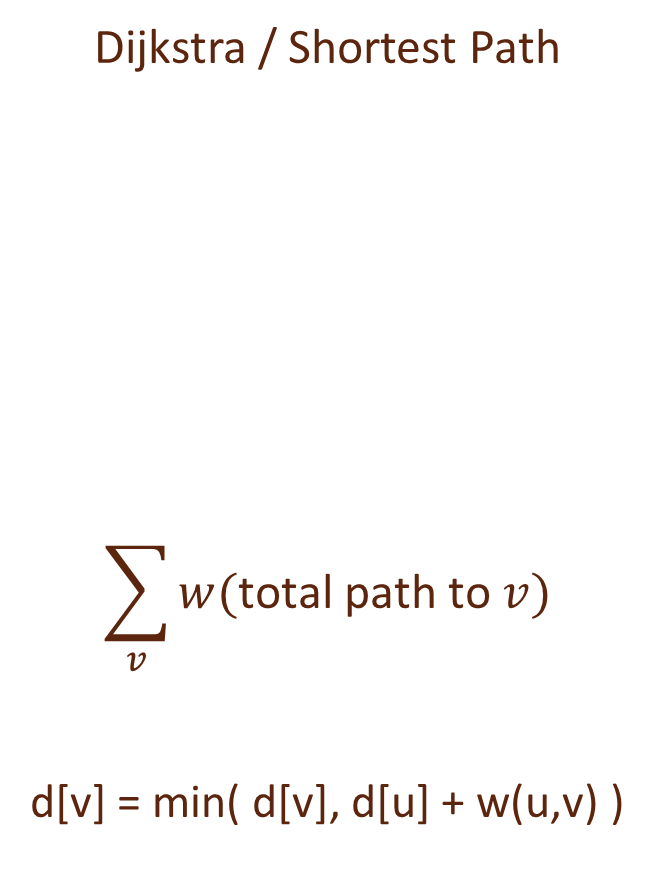 Dijkstra / Shortest Path
∑ w(total path to v)
v
d[v] = min( d[v], d[u] + w(u,v) )